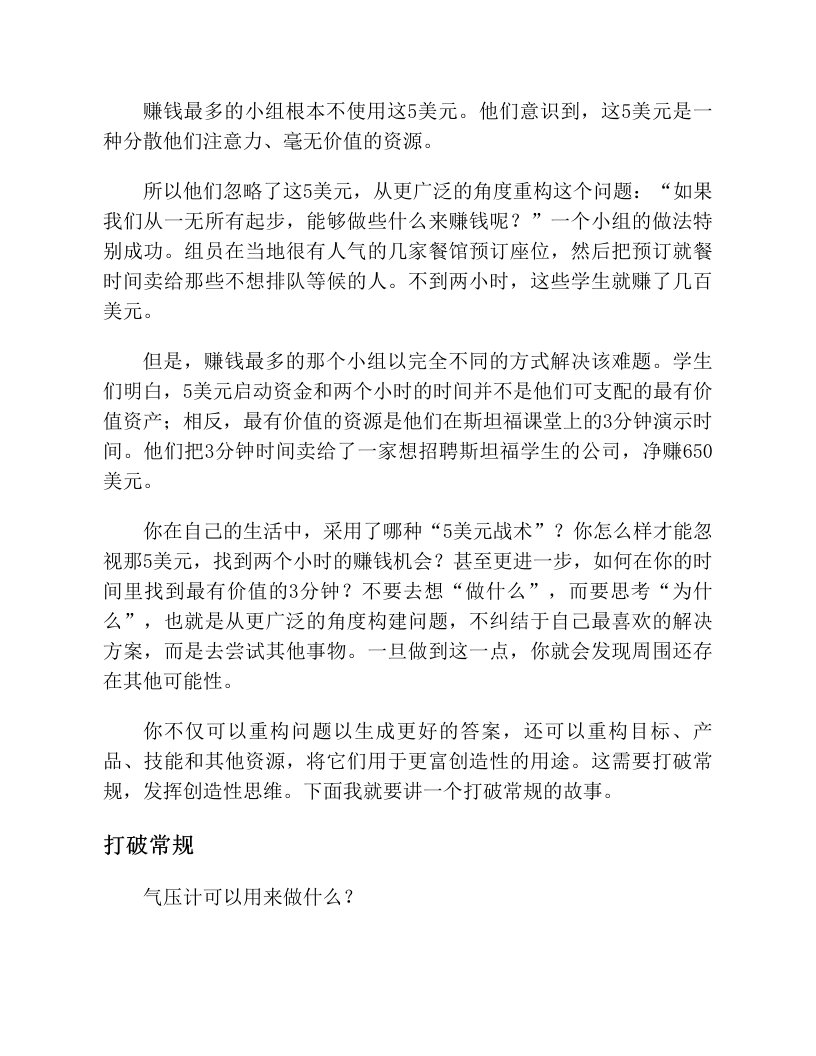 赚钱最多的小组根本不使用这5美元。他们意识到，这5美元是一
种分散他们注意力、毫无价值的资源。
所以他们忽略了这5美元，从更广泛的角度重构这个问题：“如果
我们从一无所有起步，能够做些什么来赚钱呢？”一个小组的做法特
别成功。组员在当地很有人气的几家餐馆预订座位，然后把预订就餐
时间卖给那些不想排队等候的人。不到两小时，这些学生就赚了几百
美元。
但是，赚钱最多的那个小组以完全不同的方式解决该难题。学生
们明白，5美元启动资金和两个小时的时间并不是他们可支配的最有价
值资产；相反，最有价值的资源是他们在斯坦福课堂上的3分钟演示时
间。他们把3分钟时间卖给了一家想招聘斯坦福学生的公司，净赚650
美元。
你在自己的生活中，采用了哪种“5美元战术”？你怎么样才能忽
视那5美元，找到两个小时的赚钱机会？甚至更进一步，如何在你的时
间里找到最有价值的3分钟？不要去想“做什么”，而要思考“为什
么”，也就是从更广泛的角度构建问题，不纠结于自己最喜欢的解决
方案，而是去尝试其他事物。一旦做到这一点，你就会发现周围还存
在其他可能性。
你不仅可以重构问题以生成更好的答案，还可以重构目标、产
品、技能和其他资源，将它们用于更富创造性的用途。这需要打破常
规，发挥创造性思维。下面我就要讲一个打破常规的故事。
打破常规
气压计可以用来做什么？